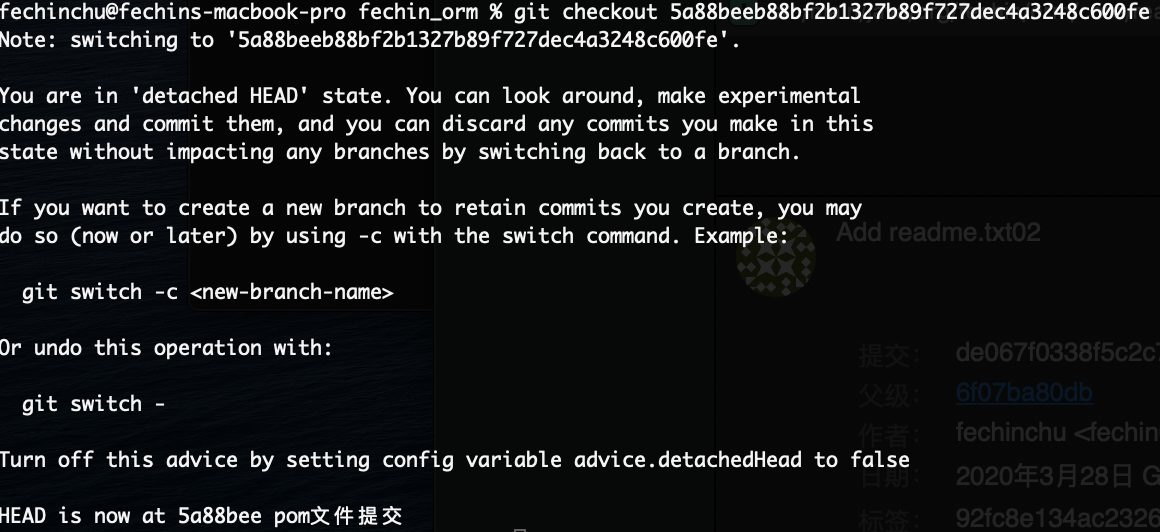 fechinchu@fechins-macbook-pro fechin_orm % git checkout 5a88beeb88bf2b1327b89f727dec4a3248c600fe
Note: switching to '5a88beeb88bf2b1327b89f727dec4a3248c600fe'.
You are in 'detached HEAD' state. You can look around, make experimental
changes and commit them, and you can discard any commits you make in this
state without impacting any branches by switching back to a branch.
If you want to create a new branch to retain commits you create, you may
do so (now or later) by using -c with the switch command. Example:
Add readme.txt02
git switch -c <new-branch-name>
Or undo this operation with:
提交: de067f0338f5c2c7
git switch -
父级: 6f07ba80db
作者: fechinchu <fechin
Turn off this advice by setting config variable advice.detachedHead to false
日期: 2020年3月28日 G
HEAD is now at 5a88bee pom文件提交
标签: 92fc8e134ac2326